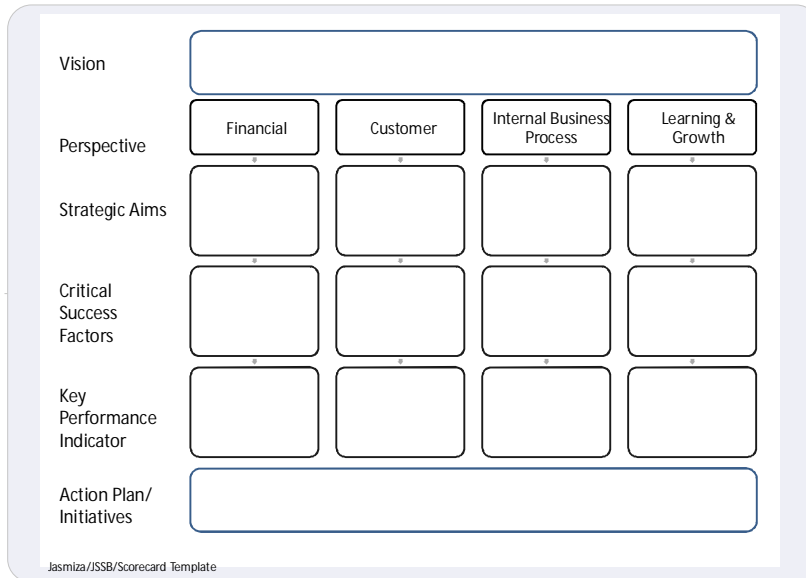 Vision
Perspective
Financial
Customer
Internal Business
Process
Learning &
Growth
Strategic Aims
Critical
Success
Factors
Key
Performance
Indicator
Action Plan/
Initiatives
Jasmiza/JSSB/Scorecard Template